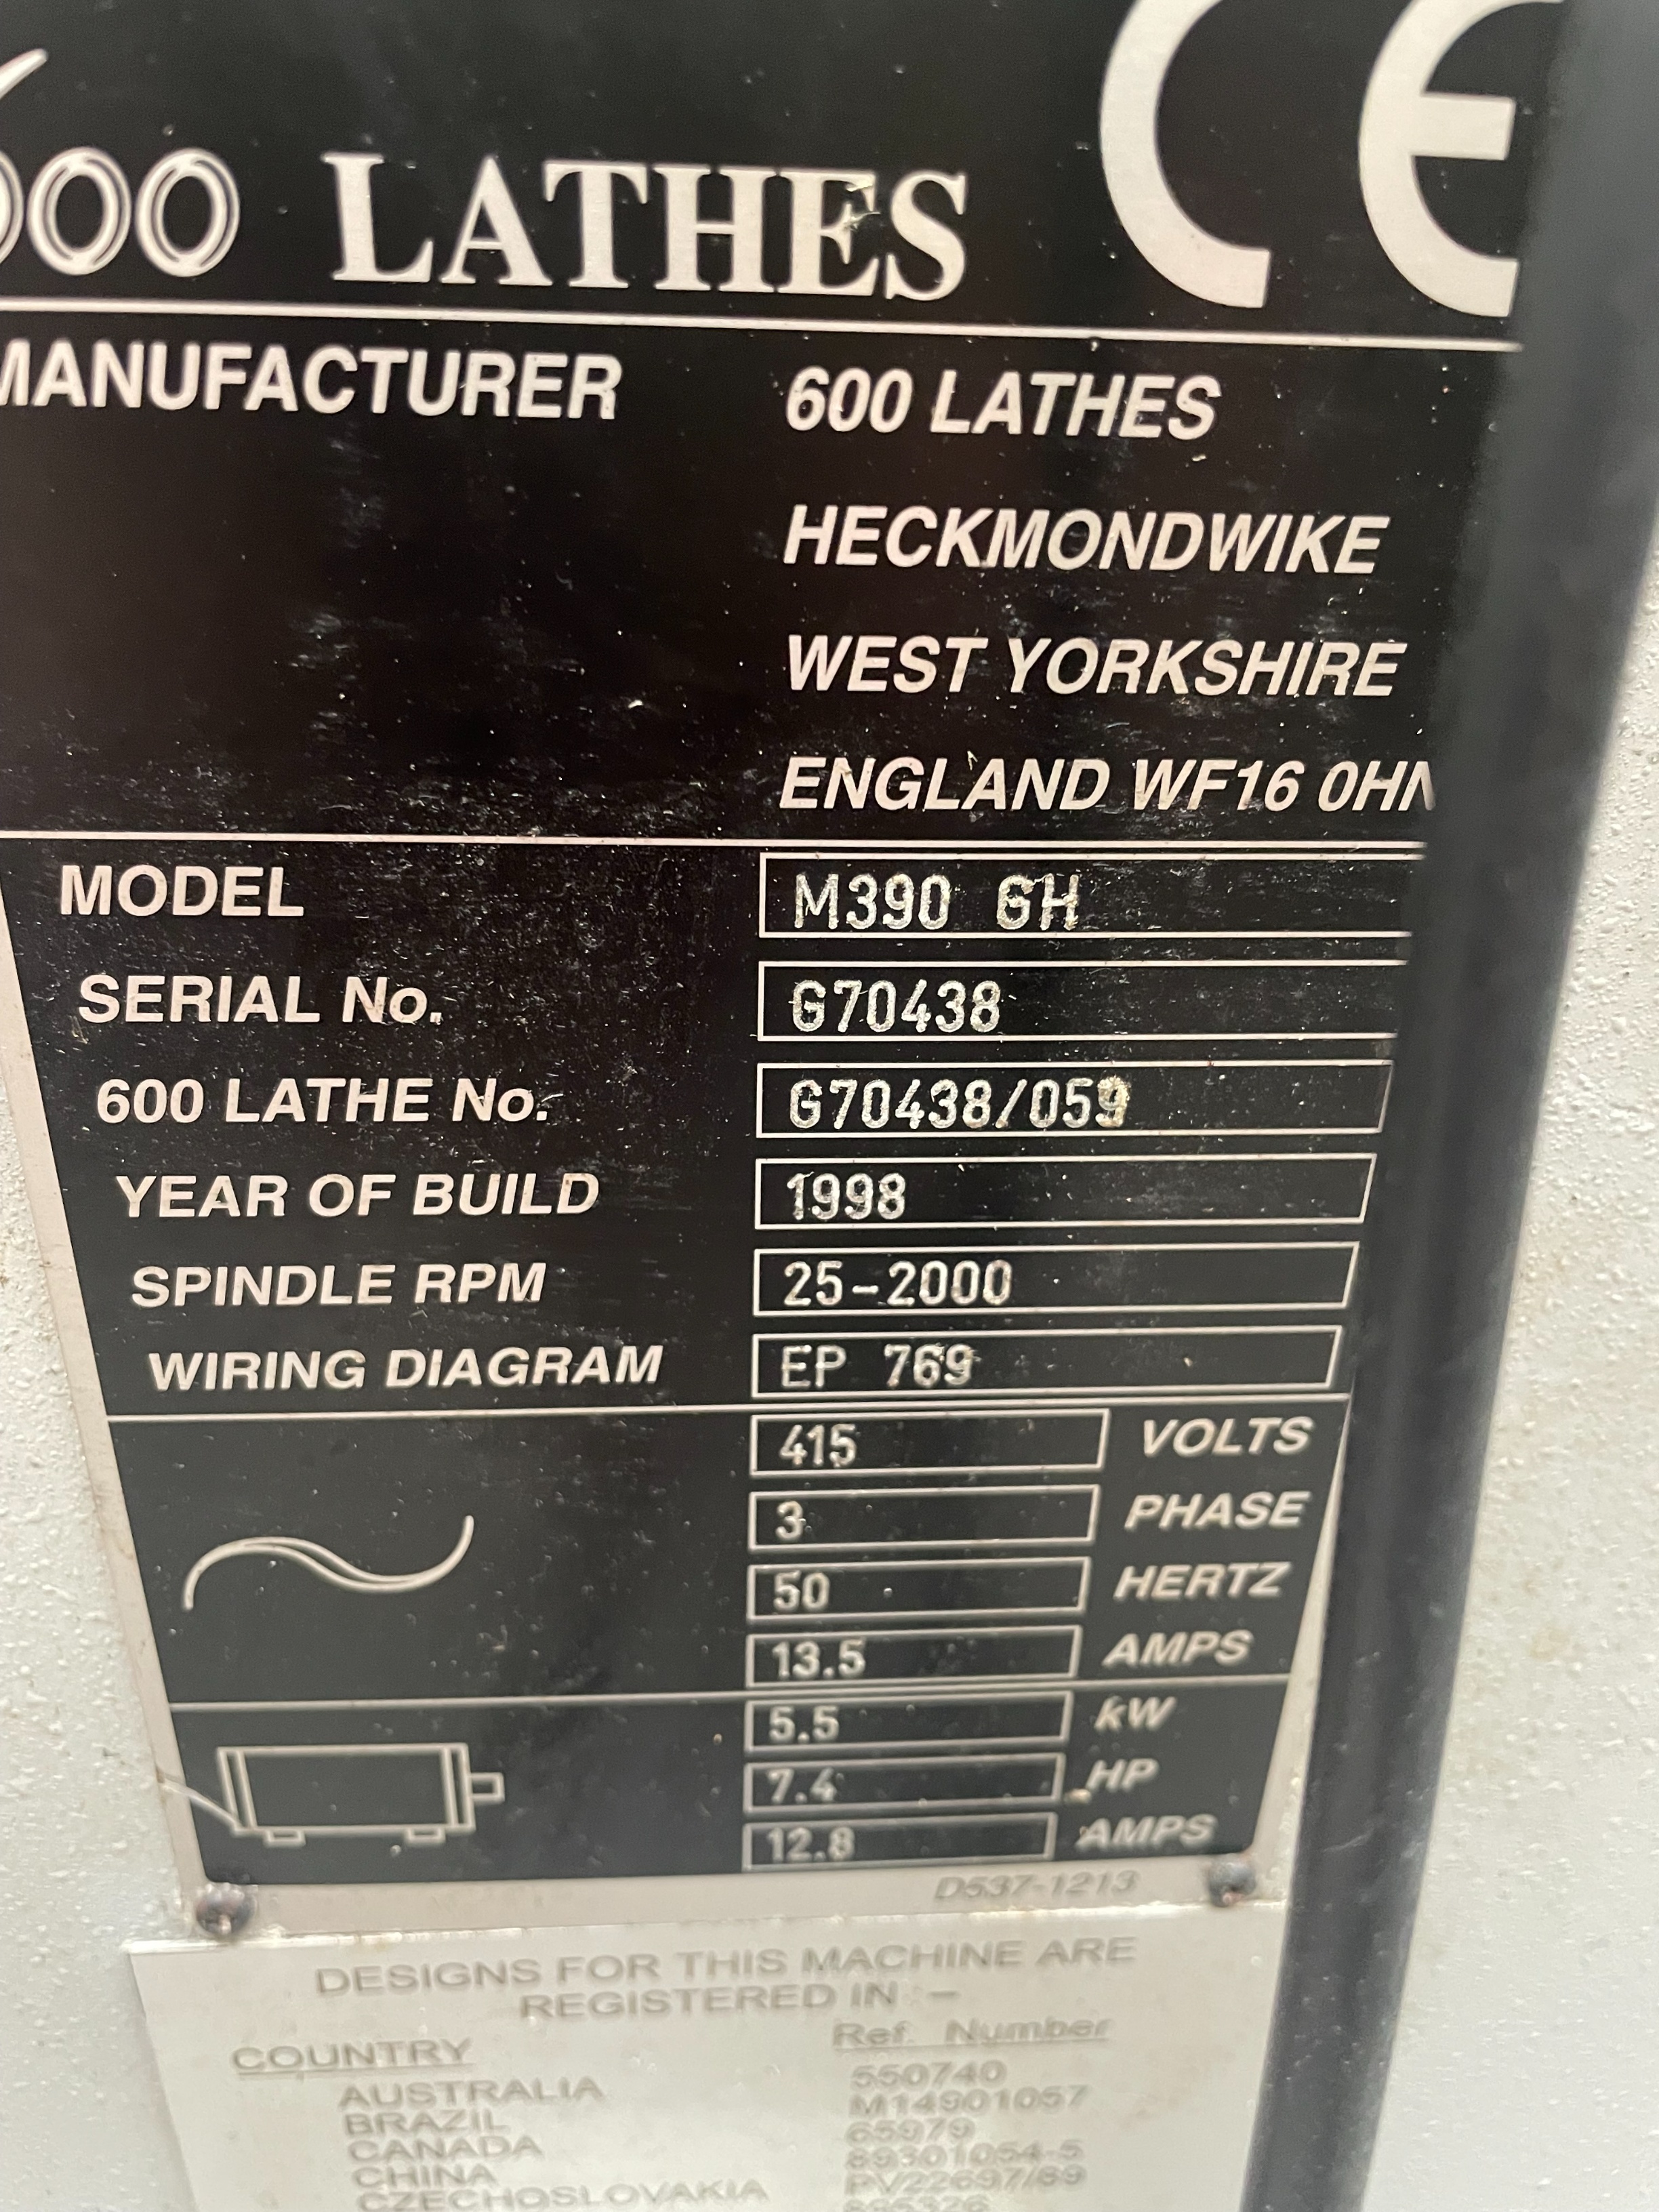 600 LATHES
CE
MANUFACTURER 600 LATHES
HECKMONDWIKE
WEST YORKSHIRE
ENGLAND WF16 0HN
MODEL M390 GH
SERIAL No. G70438
600 LATHE No. G70438/059
YEAR OF BUILD 1998
SPINDLE RPM 25-2000
WIRING DIAGRAM EP 769
415 VOLTS
3 PHASE
50 HERTZ
13.5 AMPS
5.5 kW
7.4 HP
12.8 AMPS
D537-1213
DESIGNS FOR THIS MACHINE ARE
REGISTERED IN :-
COUNTRY Ref. Number
AUSTRALIA 550740
BRAZIL M14901057
CANADA 65979
CHINA 89301054-5
CZECHOSLOVAKIA PV22697/89